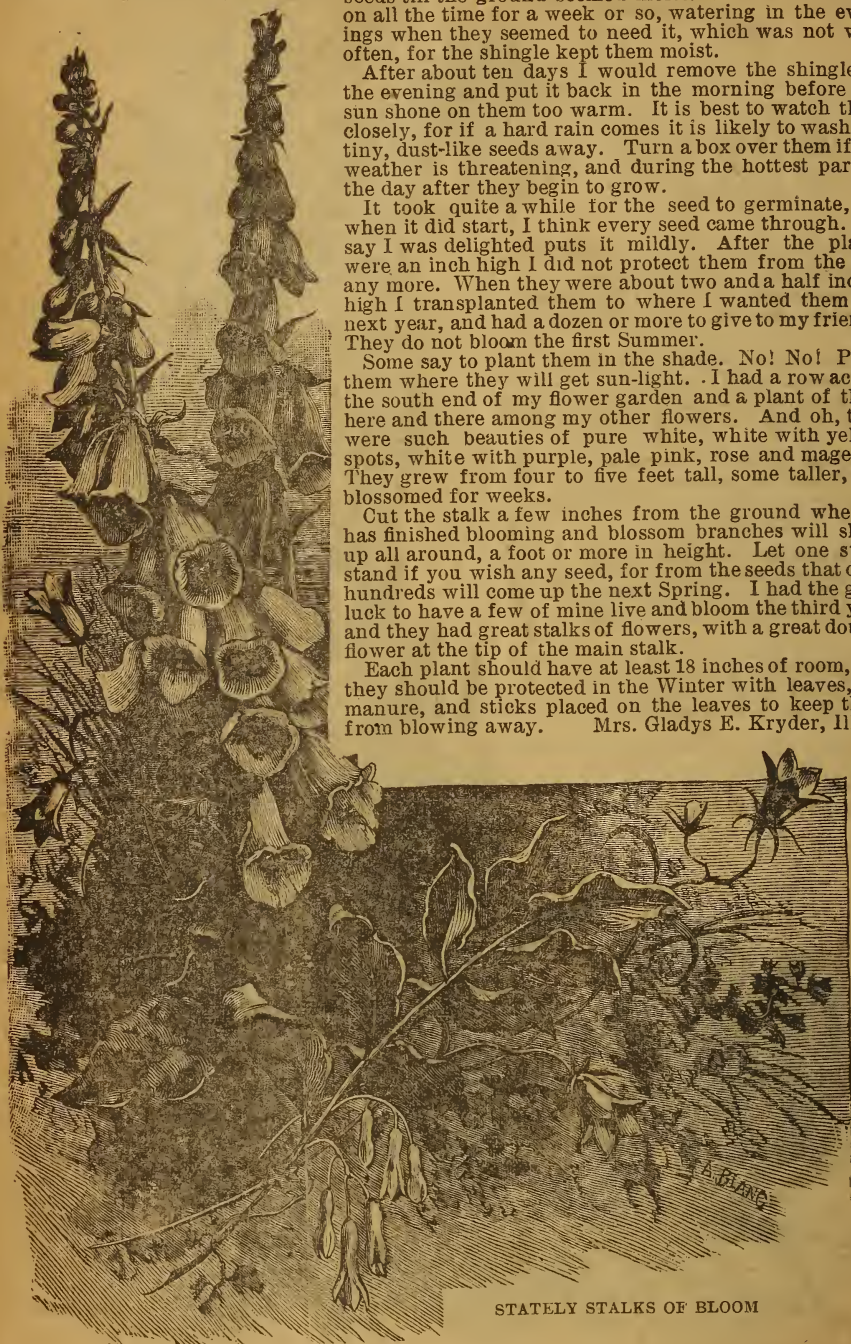 on all the time for a week or so, watering in the ev
ings when they seemed to need it, which was not v
often, for the shingle kept them moist.
After about ten days I would remove the shingle
the evening and put it back in the morning before
sun shone on them too warm. It is best to watch th
closely, for if a hard rain comes it is likely to wash
tiny, dust-like seeds away. Turn a box over them if
weather is threatening, and during the hottest par
the day after they begin to grow.
It took quite a while for the seed to germinate,
when it did start, I think every seed came through.
say I was delighted puts it mildly. After the pla
were an inch high I did not protect them from the
any more. When they were about two and a half inc
high I transplanted them to where I wanted them
next year, and had a dozen or more to give to my frien
They do not bloom the first Summer.
Some say to plant them in the shade. No! No! P
them where they will get sun-light. I had a row ac
the south end of my flower garden and a plant of th
here and there among my other flowers. And oh, t
were such beauties of pure white, white with yel
spots, white with purple, pale pink, rose and mage
They grew from four to five feet tall, some taller,
blossomed for weeks.
Cut the stalk a few inches from the ground whe
has finished blooming and blossom branches will sh
up all around, a foot or more in height. Let one s
stand if you wish any seed, for from the seeds that d
hundreds will come up the next Spring. I had the g
luck to have a few of mine live and bloom the third y
and they had great stalks of flowers, with a great dou
flower at the tip of the main stalk.
Each plant should have at least 18 inches of room,
they should be protected in the Winter with leaves,
manure, and sticks placed on the leaves to keep th
from blowing away. Mrs. Gladys E. Kryder, Il
A. BLANC
STATELY STALKS OF BLOOM